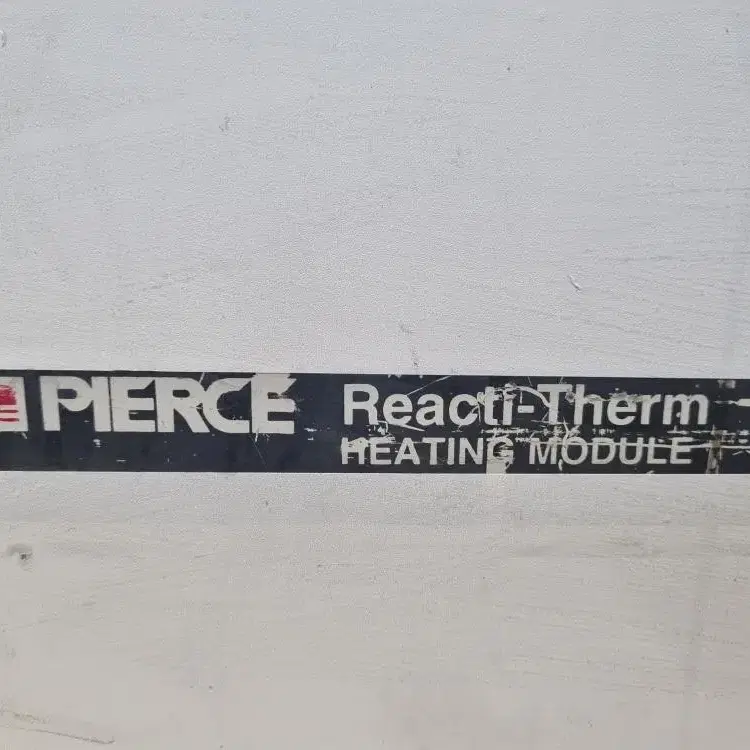 PIERCE
Reacti-Therm
HEATING MODULE